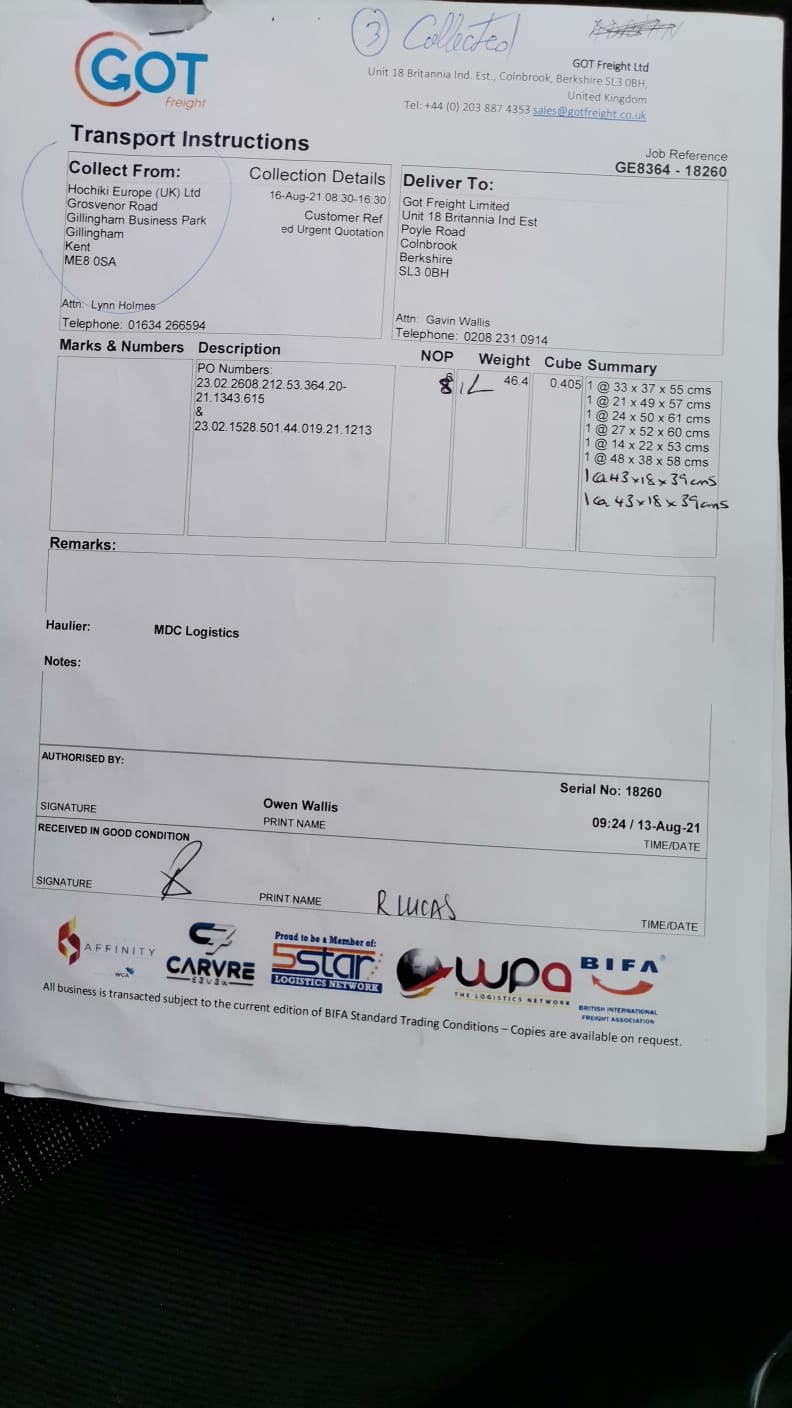 3 Collected
GOT
Freight
GOT Freight Ltd
Unit 18 Britannia Ind. Est., Colnbrook, Berkshire SL3 0BH,
United Kingdom
Tel: +44 (0) 203 887 4353 sales@gotfreight.co.uk
Transport Instructions
Job Reference
GE8364 - 18260
Collect From:
Hochiki Europe (UK) Ltd
Grosvenor Road
Gillingham Business Park
Gillingham
Kent
ME8 0SA
Attn: Lynn Holmes
Telephone: 01634 266594
Collection Details
16-Aug-21 08:30-16:30
Customer Ref
ed Urgent Quotation
Deliver To:
Got Freight Limited
Unit 18 Britannia Ind Est
Poyle Road
Colnbrook
Berkshire
SL3 0BH
Attn: Gavin Wallis
Telephone: 0208 231 0914
Marks & Numbers Description NOP Weight Cube Summary
PO Numbers:
23.02.2608.212.53.364.20-
21.1343.615
&
23.02.1528.501.44.019.21.1213
8
46.4
0.405
1 @ 33 x 37 x 55 cms
1 @ 21 x 49 x 57 cms
1 @ 24 x 50 x 61 cms
1 @ 27 x 52 x 60 cms
1 @ 14 x 22 x 53 cms
1 @ 48 x 38 x 58 cms
1@ 43x18x39cms
1@ 43x18x39cms
Remarks:
Haulier: MDC Logistics
Notes:
AUTHORISED BY:
Serial No: 18260
SIGNATURE
Owen Wallis
PRINT NAME
09:24 / 13-Aug-21
TIME/DATE
RECEIVED IN GOOD CONDITION
SIGNATURE
PRINT NAME
R LUCAS
TIME/DATE
AFFINITY
WCA
CARVRE
SEVEN
Proud to be a Member of:
5star
LOGISTICS NETWORK
wpa
THE LOGISTICS NETWORK
BIFA
BRITISH INTERNATIONAL
FREIGHT ASSOCIATION
All business is transacted subject to the current edition of BIFA Standard Trading Conditions – Copies are available on request.